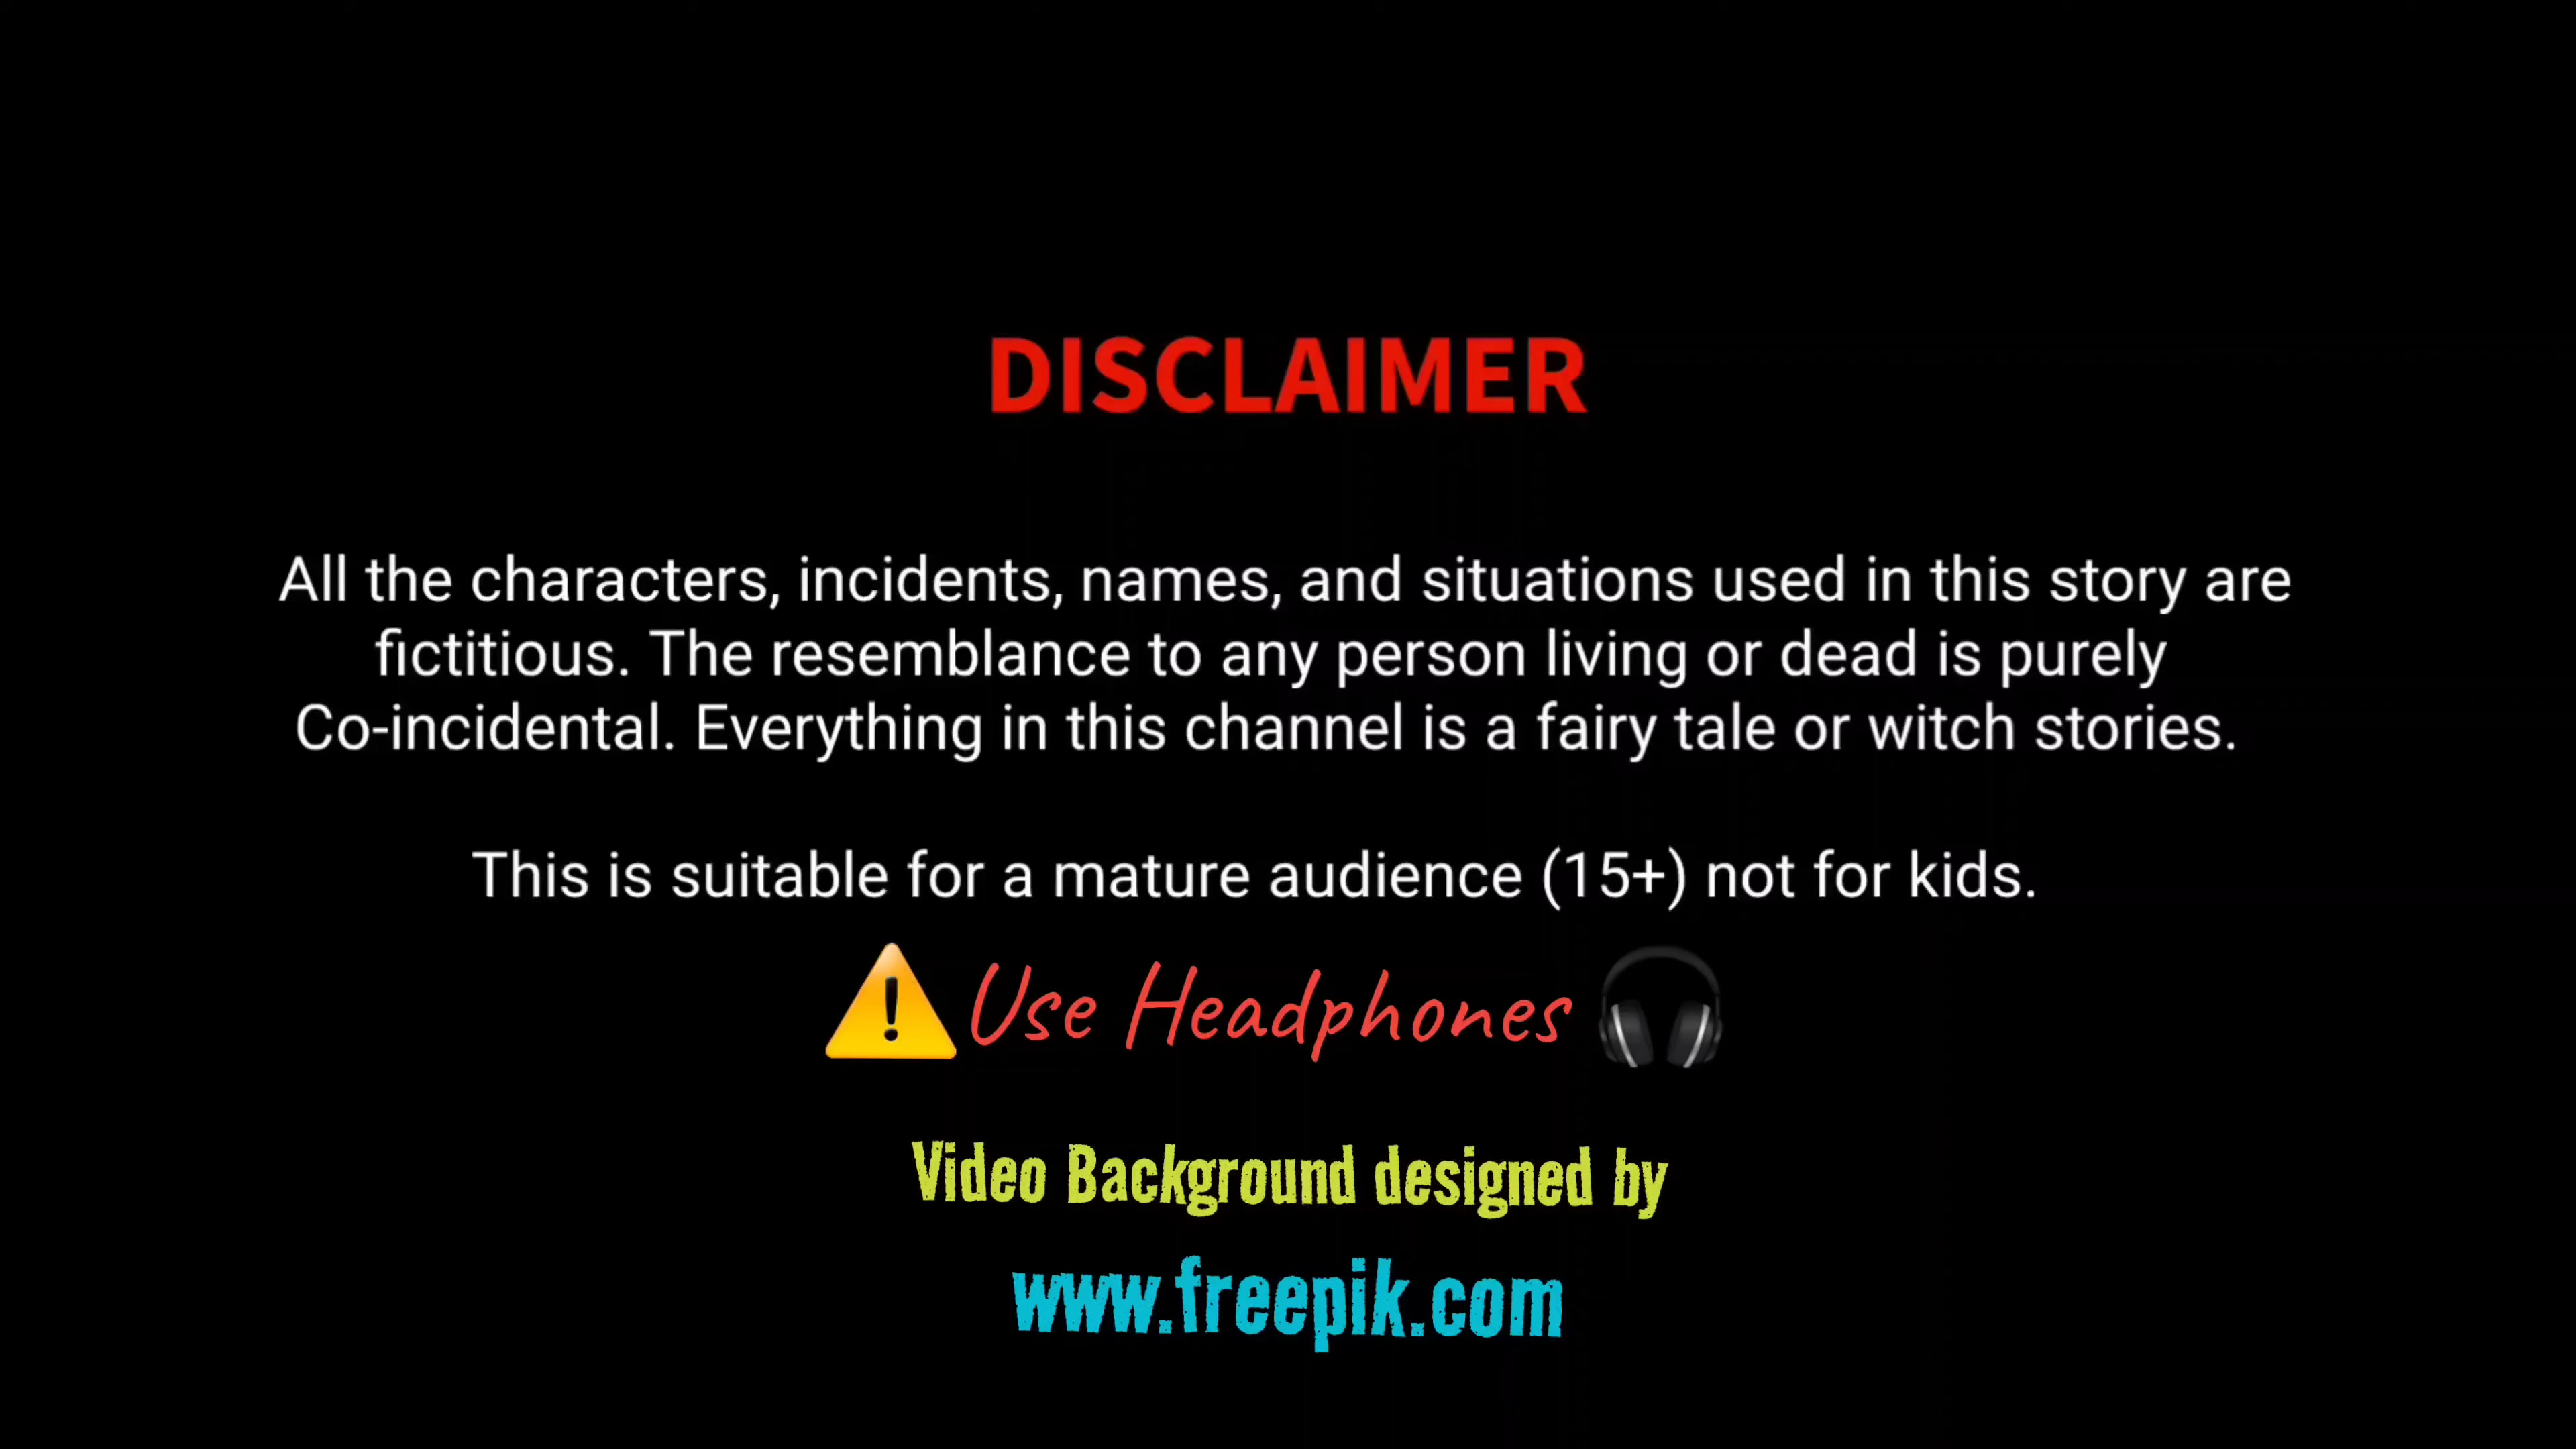 DISCLAIMER
All the characters, incidents, names, and situations used in this story are
fictitious. The resemblance to any person living or dead is purely
Co-incidental. Everything in this channel is a fairy tale or witch stories.
This is suitable for a mature audience (15+) not for kids.
Use Headphones
Video Background designed by
www.freepik.com